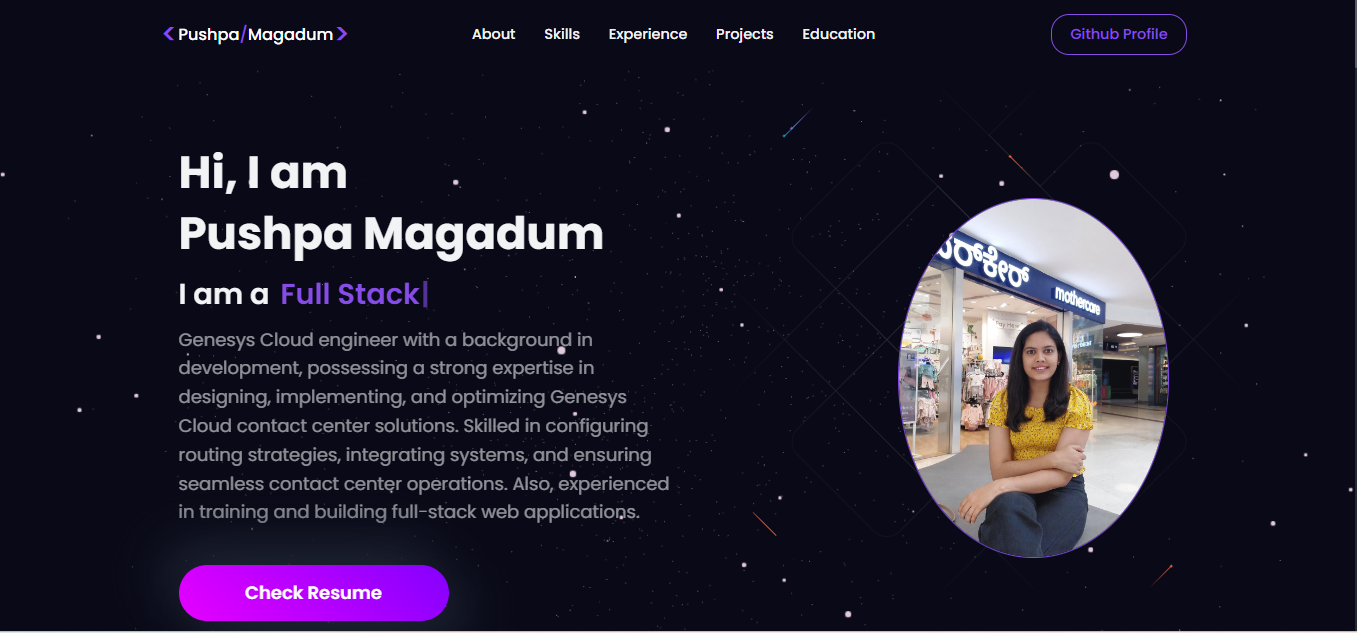 <Pushpa/Magadum>
About
Skills
Experience
Projects
Education
Github Profile
Hi, I am
Pushpa Magadum
I am a Full Stack|
Genesys Cloud engineer with a background in
development, possessing a strong expertise in
designing, implementing, and optimizing Genesys
Cloud contact center solutions. Skilled in configuring
routing strategies, integrating systems, and ensuring
seamless contact center operations. Also, experienced
in training and building full-stack web applications.
Check Resume
mothercare